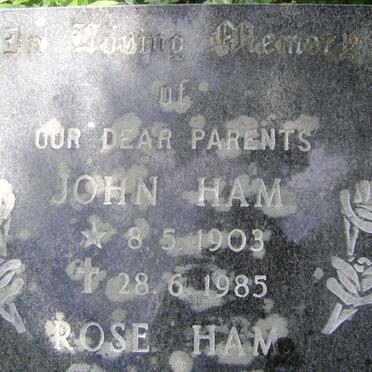 In Loving Memory
of
OUR DEAR PARENTS
JOHN HAM
★ 8.5.1903
✝ 28.6.1985
ROSE HAM